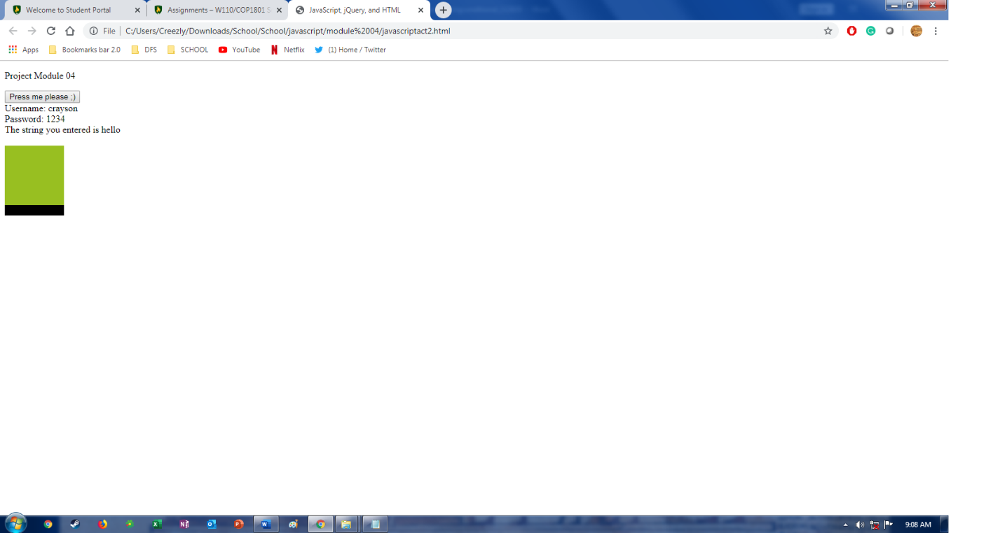 Welcome to Student Portal
Assignments – W110/COP1801 S
JavaScript, jQuery, and HTML
File
C:/Users/Creezly/Downloads/School/School/javascript/module%2004/javascriptact2.html
Apps
Bookmarks bar 2.0
DFS
SCHOOL
YouTube
Netflix
(1) Home / Twitter
Project Module 04
Press me please ;)
Username: crayson
Password: 1234
The string you entered is hello
9:08 AM